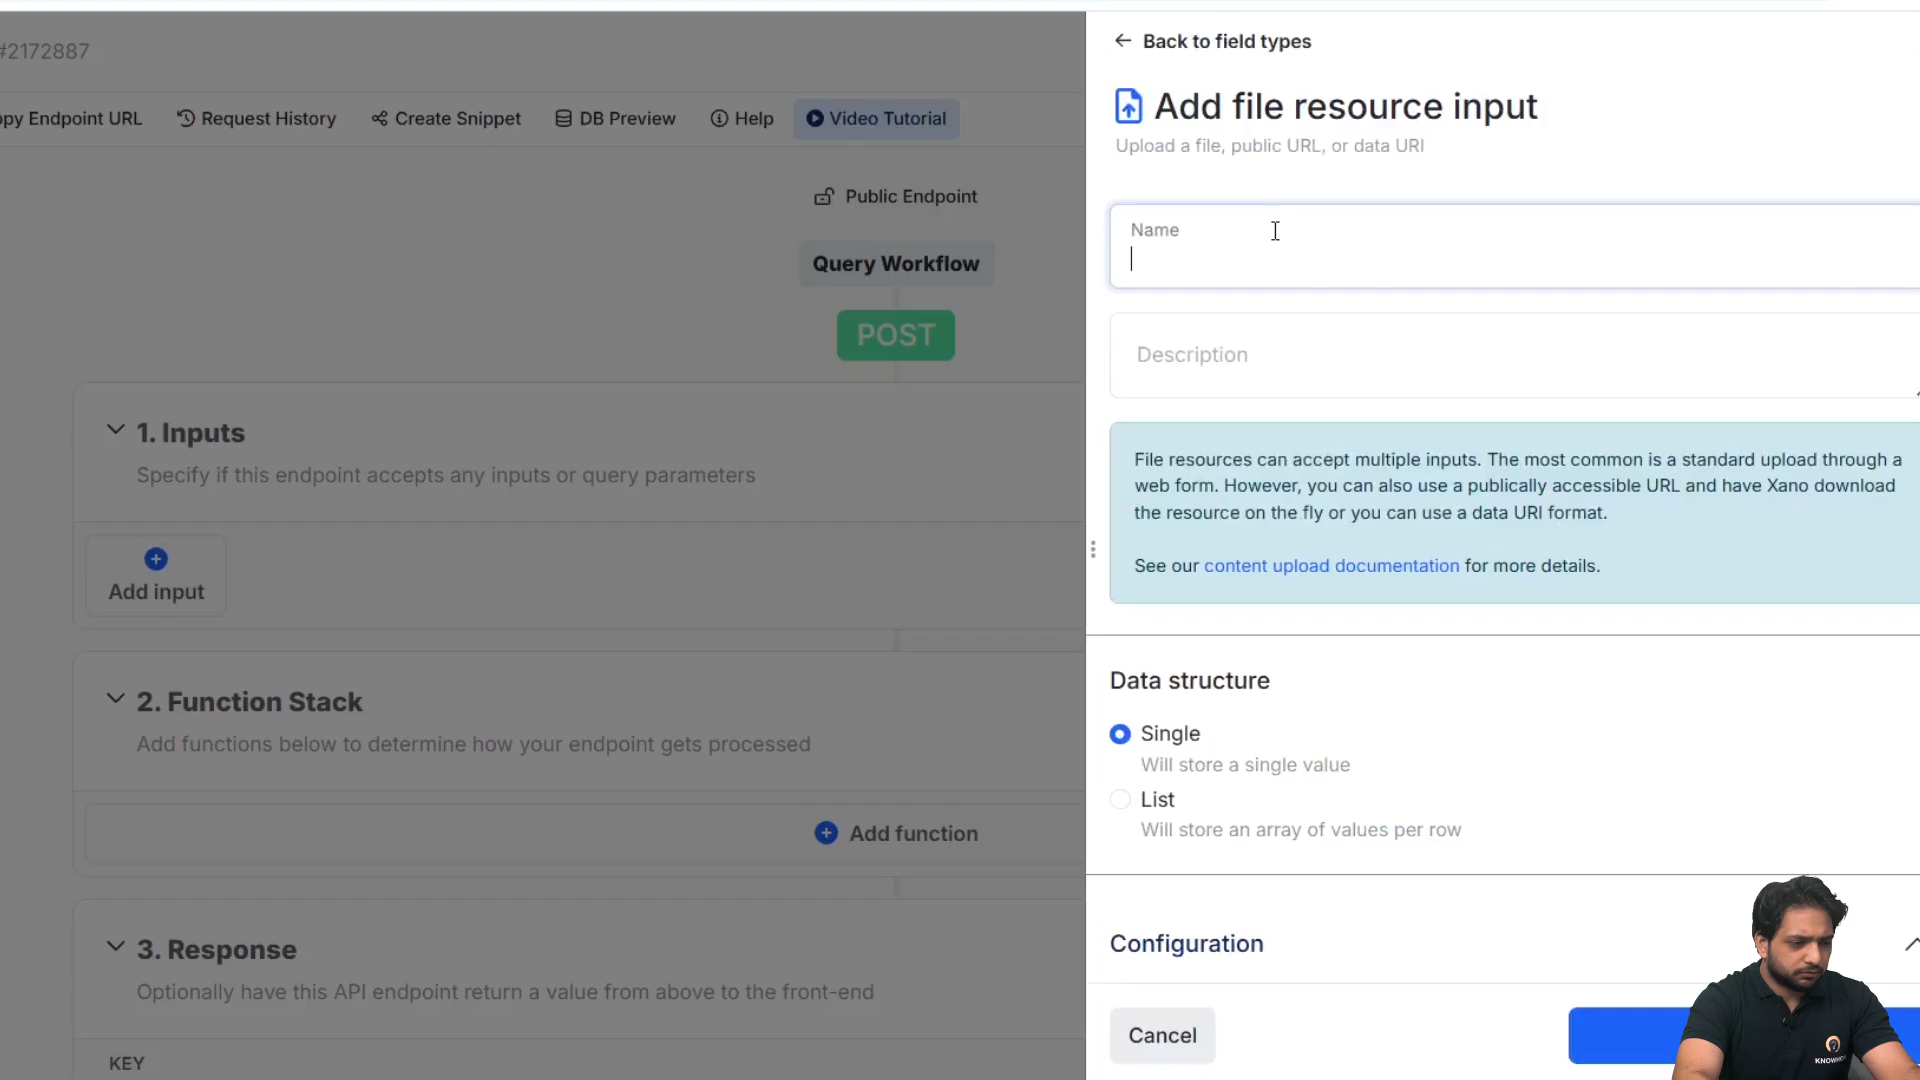 #2172887
py Endpoint URL
Request History
Create Snippet
DB Preview
Help
Video Tutorial
Public Endpoint
Query Workflow
POST
1. Inputs
Specify if this endpoint accepts any inputs or query parameters
Add input
2. Function Stack
Add functions below to determine how your endpoint gets processed
Add function
3. Response
Optionally have this API endpoint return a value from above to the front-end
KEY
Back to field types
Add file resource input
Upload a file, public URL, or data URI
Name
Description
File resources can accept multiple inputs. The most common is a standard upload through a
web form. However, you can also use a publically accessible URL and have Xano download
the resource on the fly or you can use a data URI format.
See our content upload documentation for more details.
Data structure
Single
Will store a single value
List
Will store an array of values per row
Configuration
Cancel